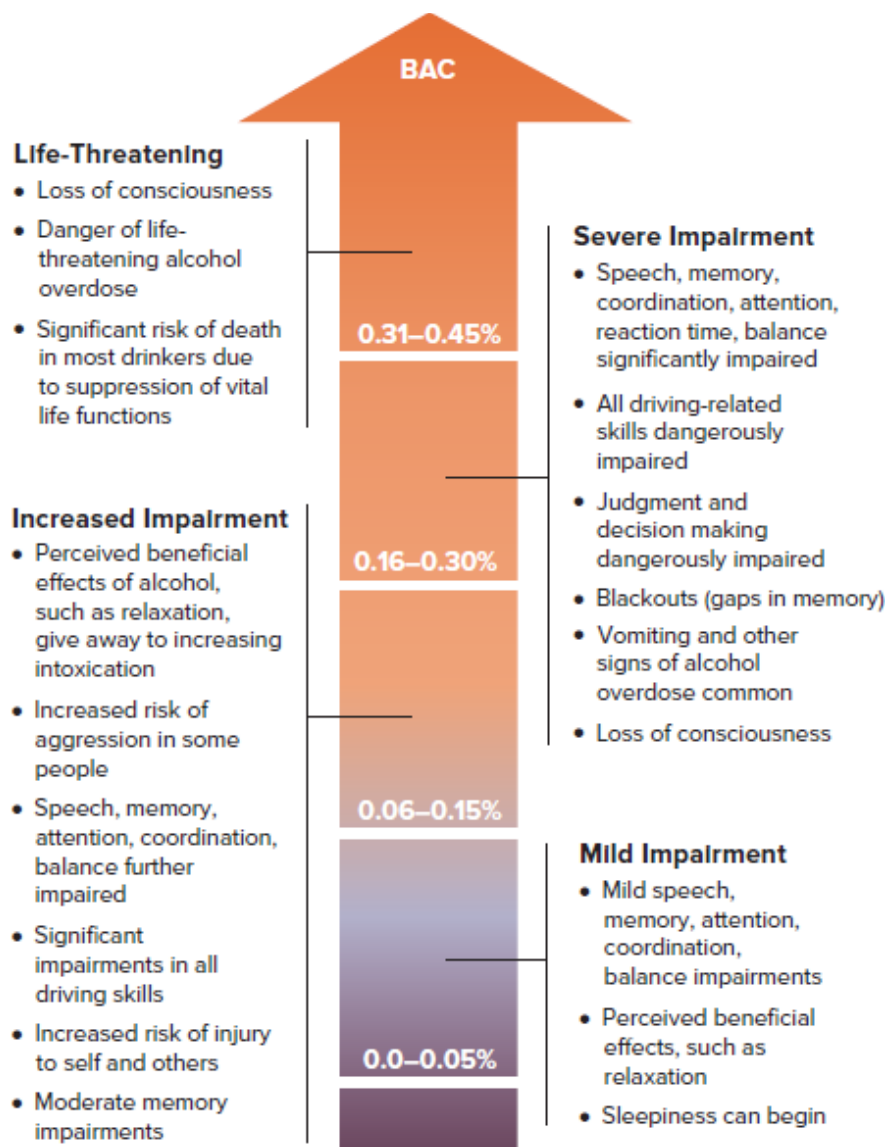 BAC
Life-Threatening
• Loss of consciousness
• Danger of life-
threatening alcohol
overdose
• Significant risk of death
in most drinkers due
to suppression of vital
life functions
0.31–0.45%
Severe Impairment
• Speech, memory,
coordination, attention,
reaction time, balance
significantly impaired
• All driving-related
skills dangerously
impaired
• Judgment and
decision making
dangerously impaired
• Blackouts (gaps in memory)
• Vomiting and other
signs of alcohol
overdose common
• Loss of consciousness
0.16–0.30%
Increased Impairment
• Perceived beneficial
effects of alcohol,
such as relaxation,
give away to increasing
intoxication
• Increased risk of
aggression in some
people
• Speech, memory,
attention, coordination,
balance further
impaired
• Significant
impairments in all
driving skills
• Increased risk of injury
to self and others
• Moderate memory
impairments
0.06–0.15%
Mild Impairment
• Mild speech,
memory, attention,
coordination,
balance impairments
• Perceived beneficial
effects, such as
relaxation
• Sleepiness can begin
0.0–0.05%